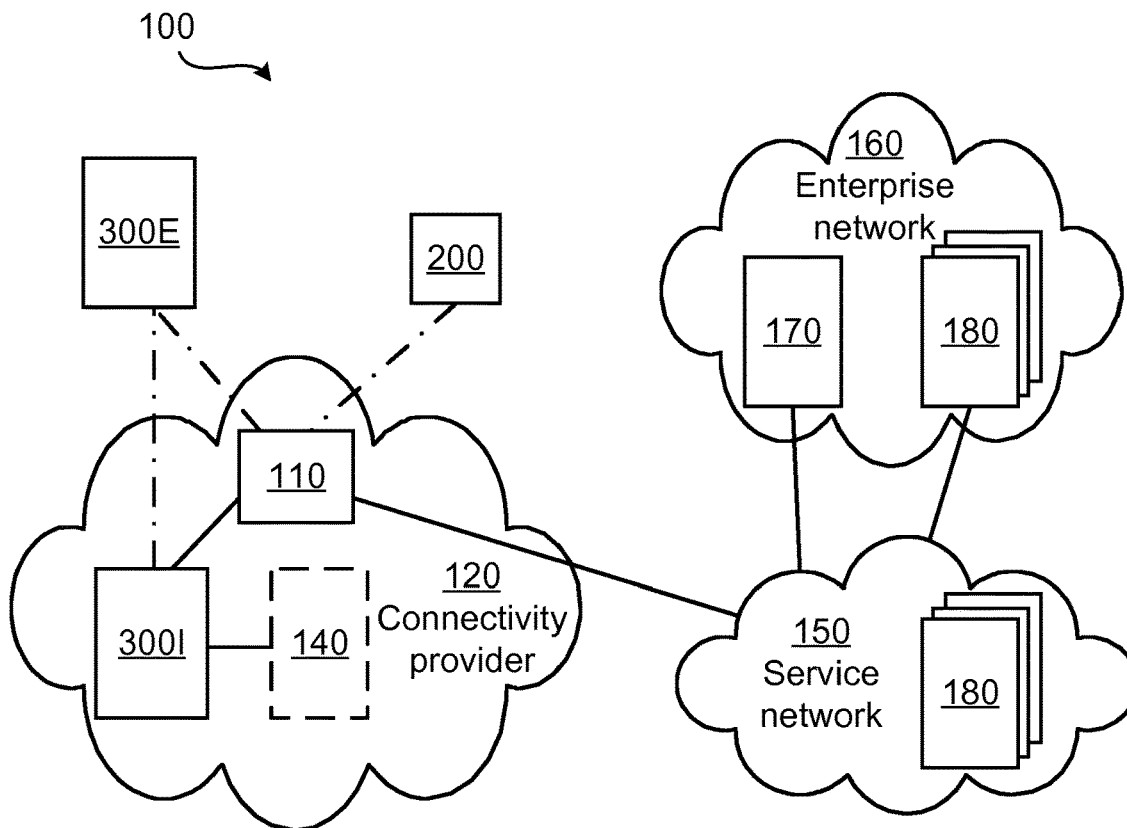 100
300E
200
160
Enterprise
network
170
180
110
120
Connectivity
provider
300I
140
150
Service
network
180